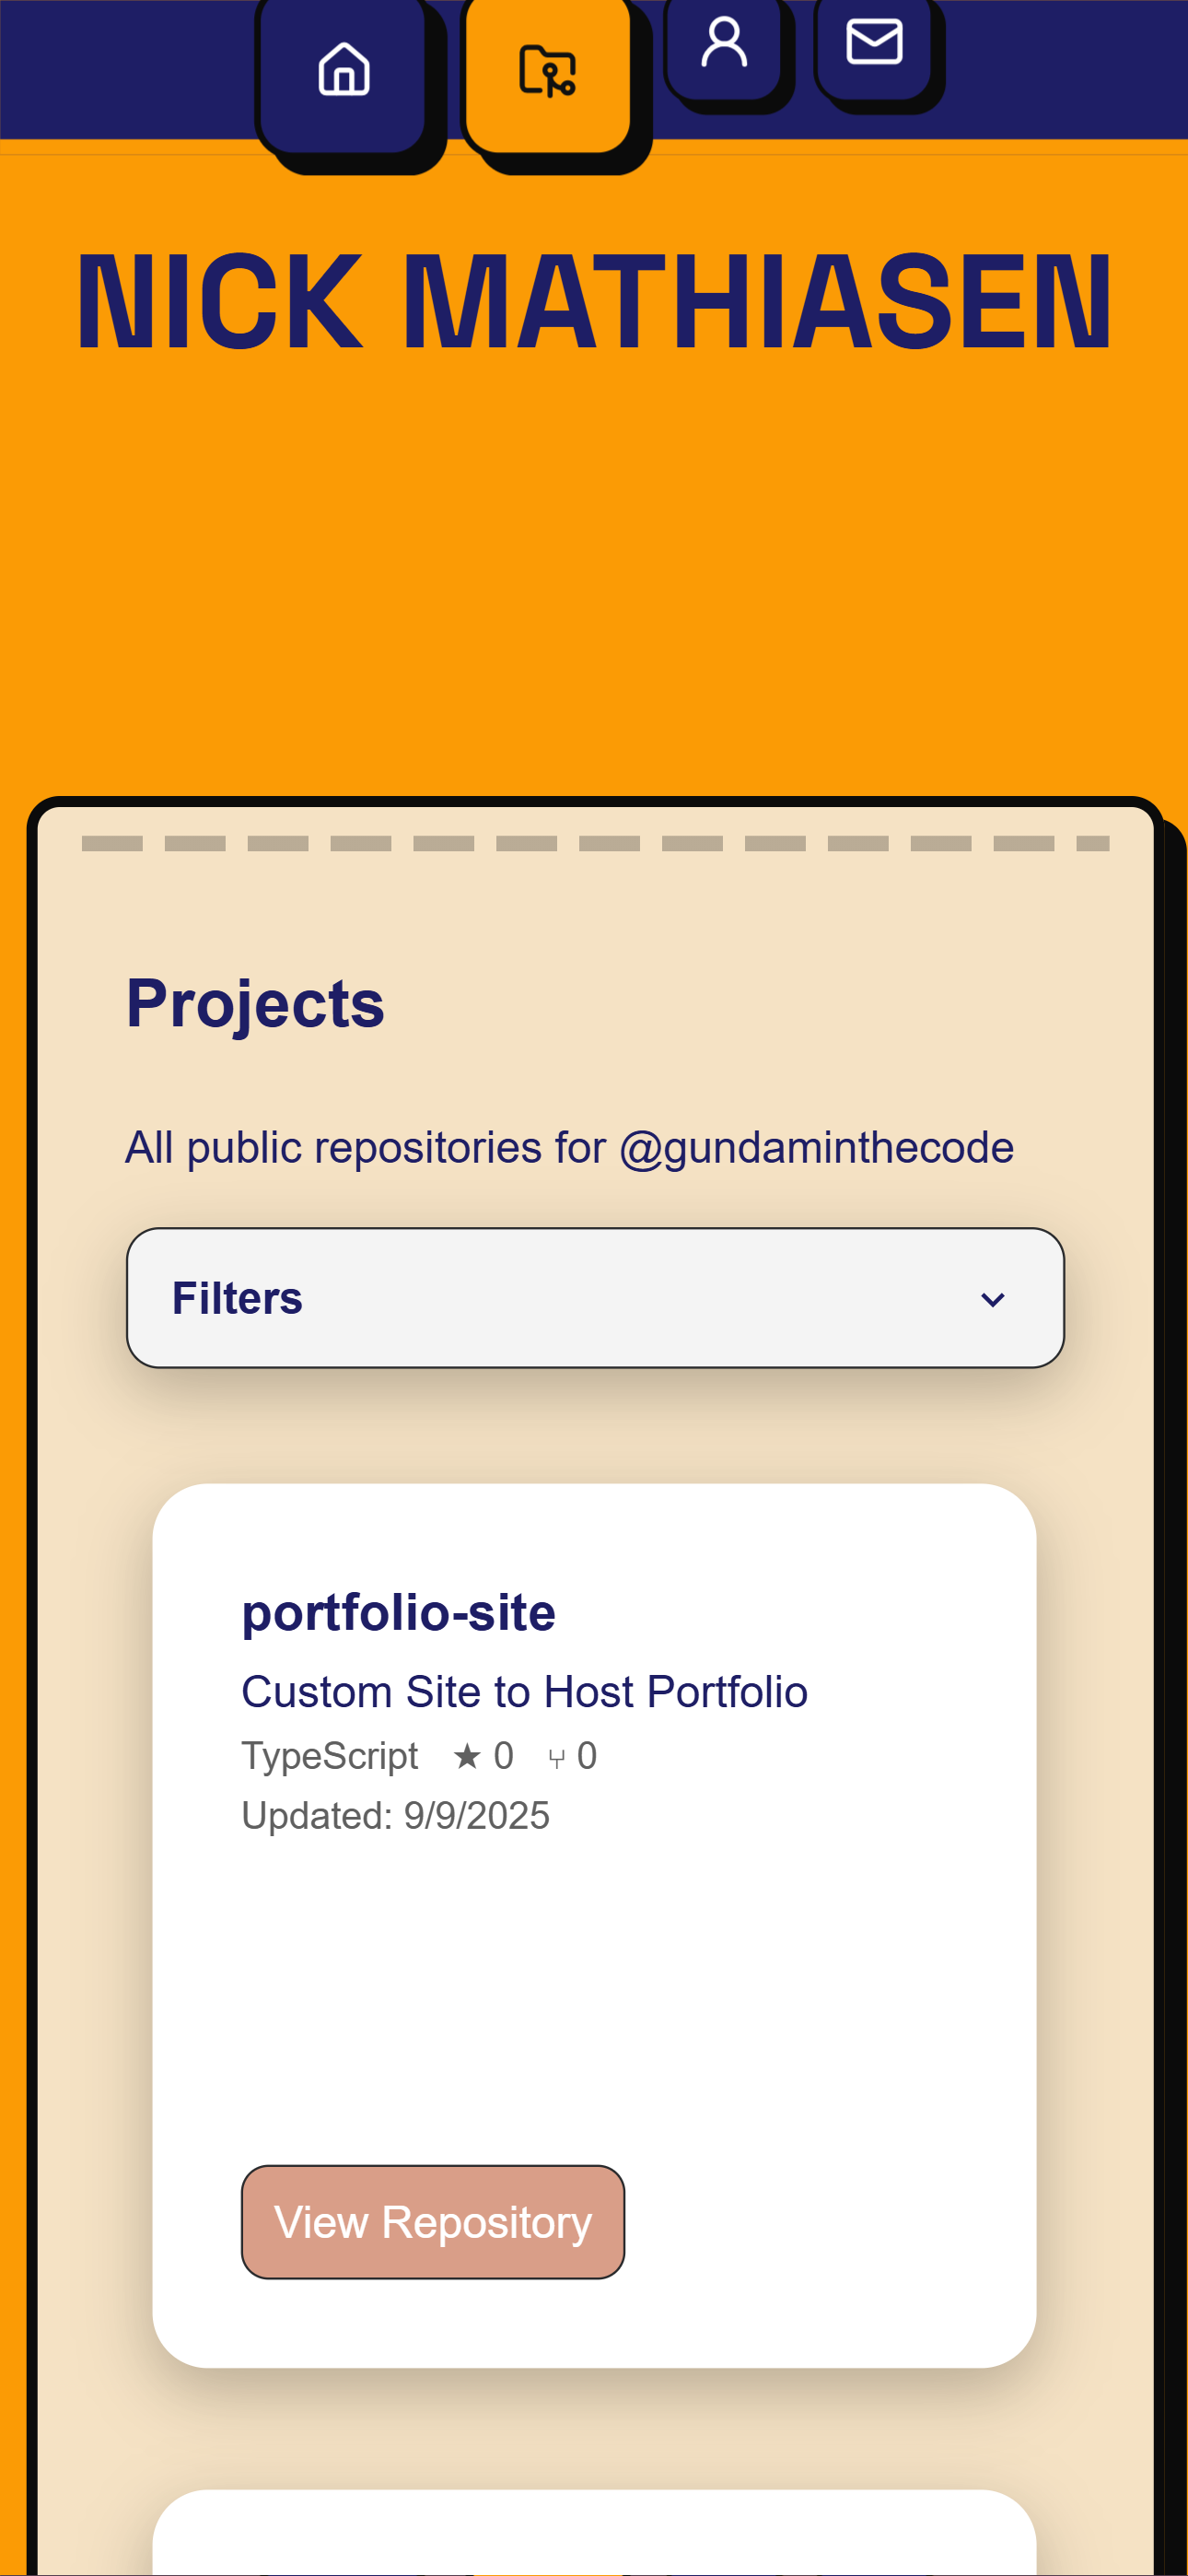 NICK MATHIASEN
Projects
All public repositories for @gundaminthecode
Filters
portfolio-site
Custom Site to Host Portfolio
TypeScript ★ 0 ⑂ 0
Updated: 9/9/2025
View Repository